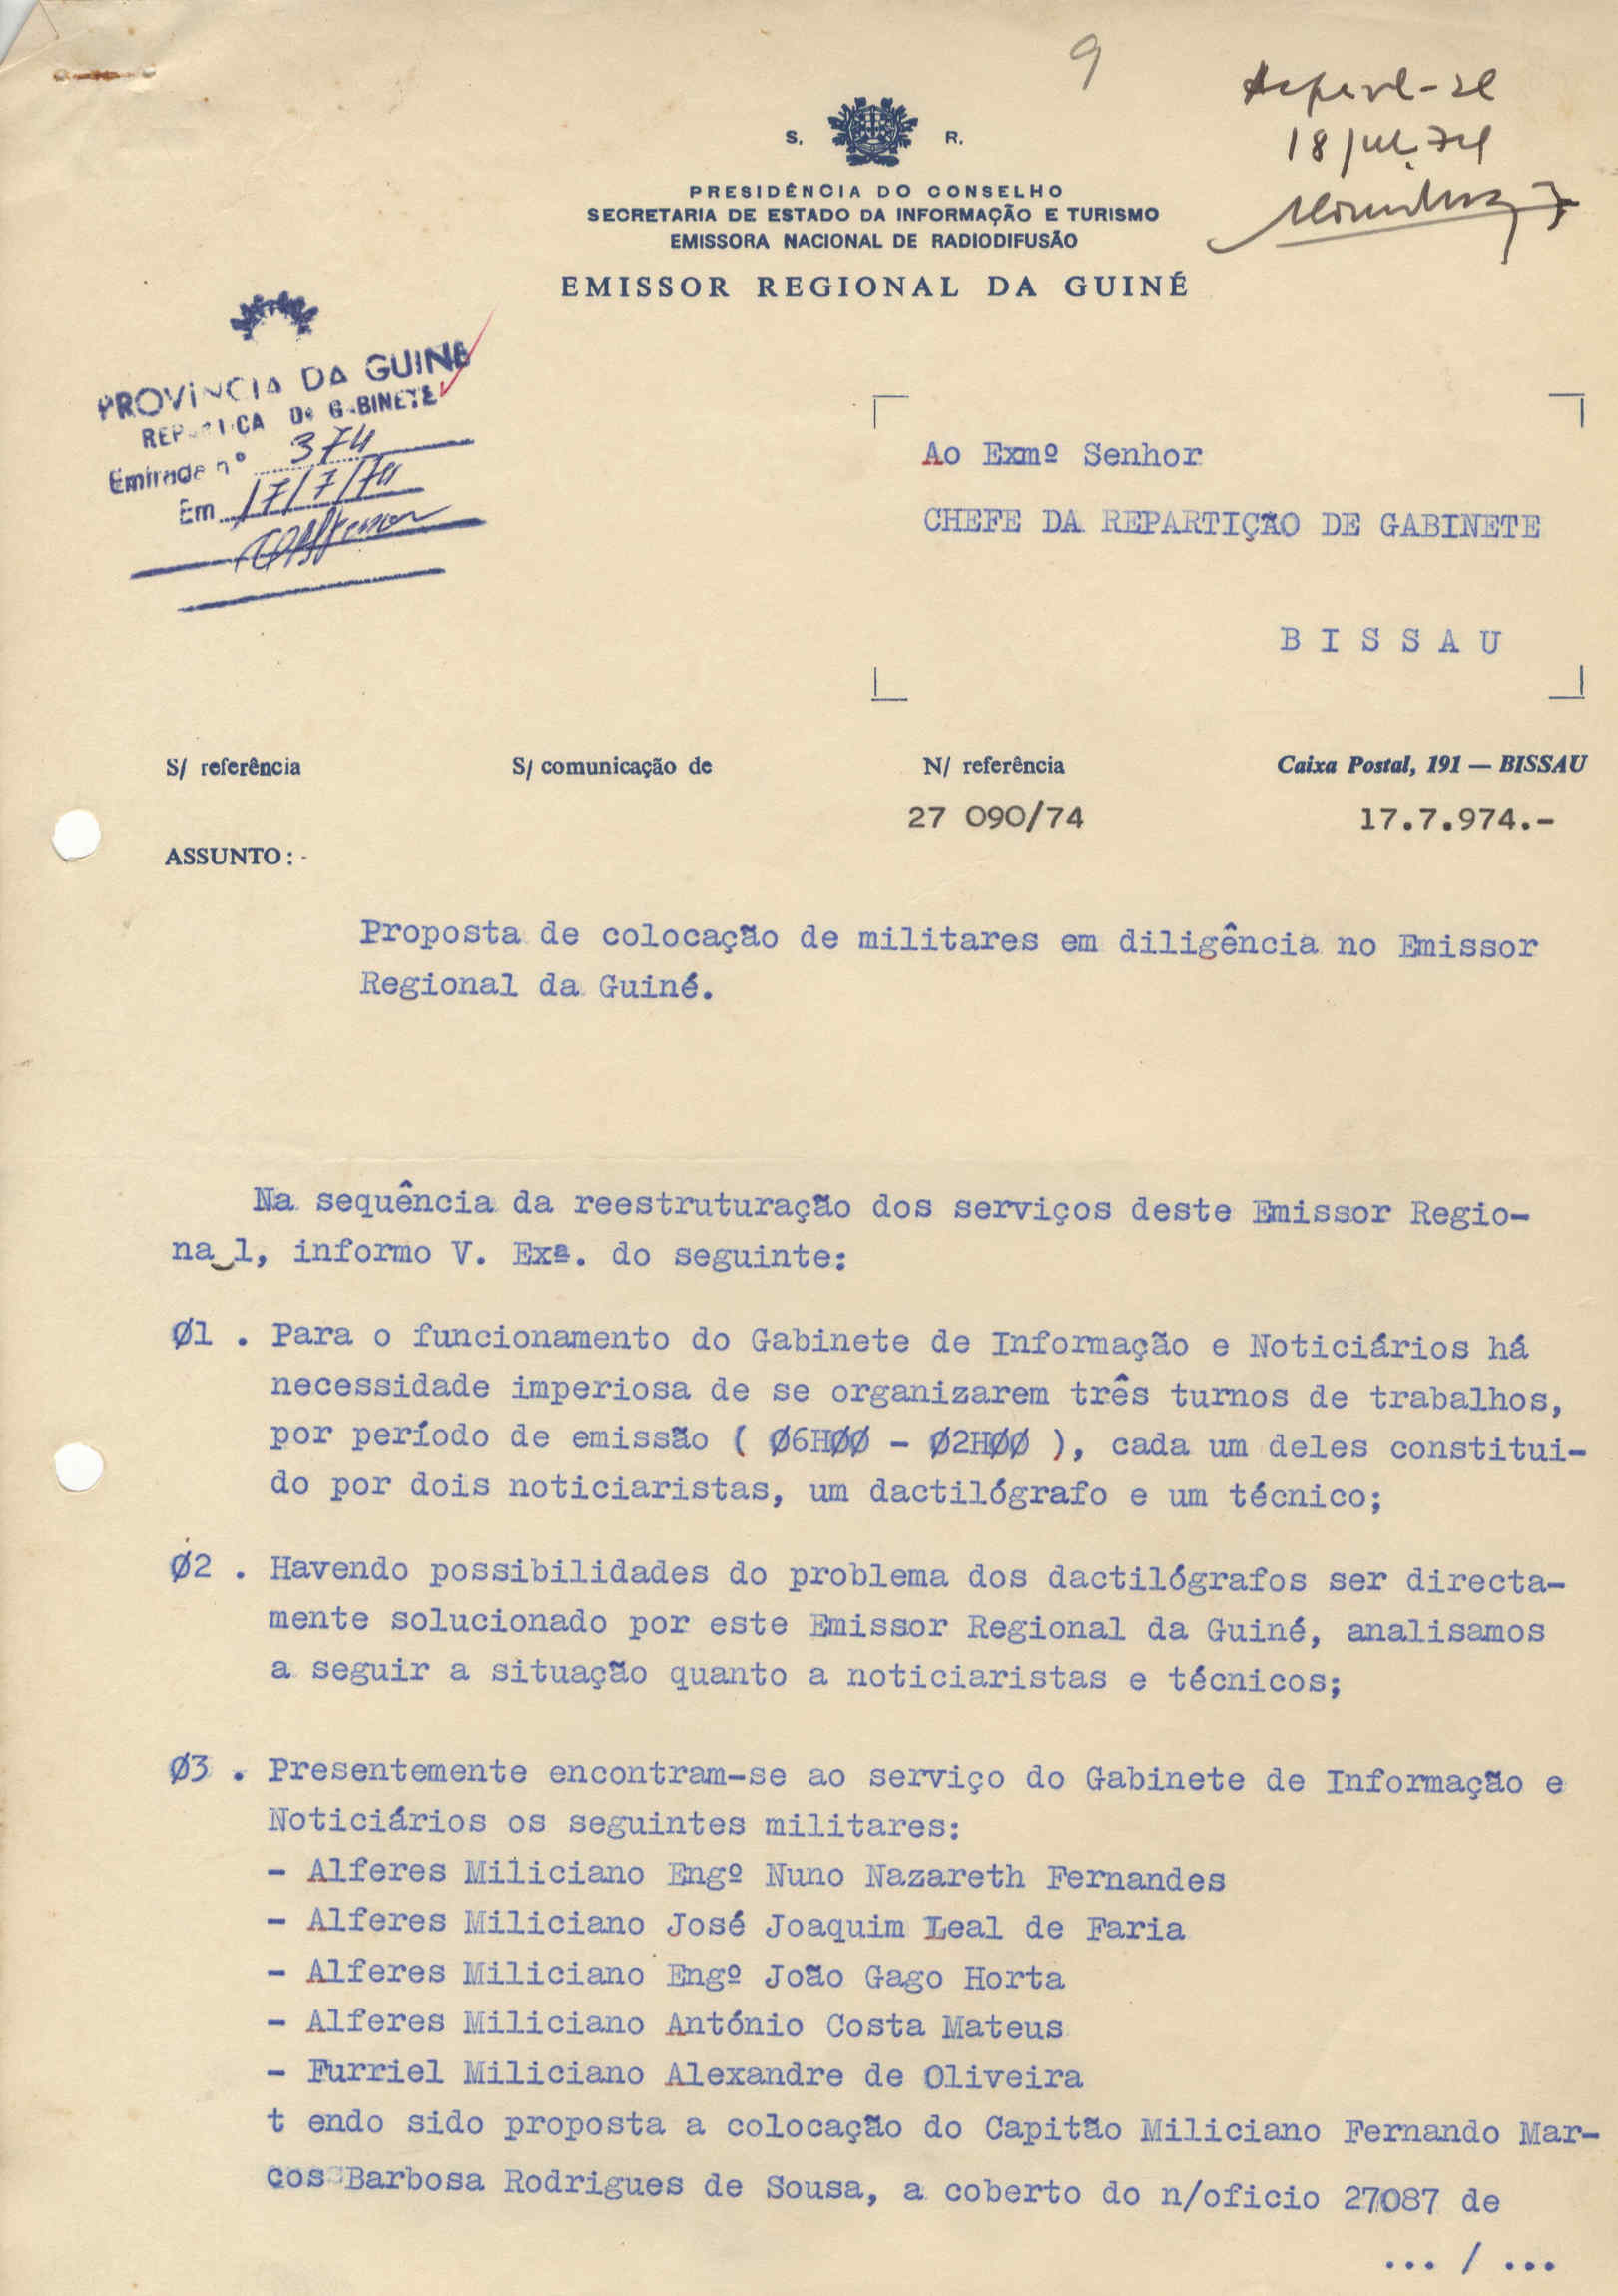 9
18 Jul. 74
S. R.
PRESIDÊNCIA DO CONSELHO
SECRETARIA DE ESTADO DA INFORMAÇÃO E TURISMO
EMISSORA NACIONAL DE RADIODIFUSÃO
EMISSOR REGIONAL DA GUINÉ
PROVINCIA DA GUINÉ
REPARTICA DE GABINETE
Entrada nº 374
Em 17/7/74
Ao Exmº Senhor
CHEFE DA REPARTIÇÃO DE GABINETE
B I S S A U
S/ referência S/ comunicação de N/ referência Caixa Postal, 191 — BISSAU
27 090/74 17.7.974.-
ASSUNTO: -
Proposta de colocação de militares em diligência no Emissor
Regional da Guiné.
Na sequência da reestruturação dos serviços deste Emissor Regio-
na l, informo V. Exª. do seguinte:
Ø1 . Para o funcionamento do Gabinete de Informação e Noticiários há
necessidade imperiosa de se organizarem três turnos de trabalhos,
por período de emissão ( Ø6HØØ - Ø2HØØ ), cada um deles constitui-
do por dois noticiaristas, um dactilógrafo e um técnico;
Ø2 . Havendo possibilidades do problema dos dactilógrafos ser directa-
mente solucionado por este Emissor Regional da Guiné, analisamos
a seguir a situação quanto a noticiaristas e técnicos;
Ø3 . Presentemente encontram-se ao serviço do Gabinete de Informação e
Noticiários os seguintes militares:
- Alferes Miliciano Engº Nuno Nazareth Fernandes
- Alferes Miliciano José Joaquim Leal de Faria
- Alferes Miliciano Engº João Gago Horta
- Alferes Miliciano António Costa Mateus
- Furriel Miliciano Alexandre de Oliveira
t endo sido proposta a colocação do Capitão Miliciano Fernando Mar-
cos Barbosa Rodrigues de Sousa, a coberto do n/oficio 27087 de
... / ...